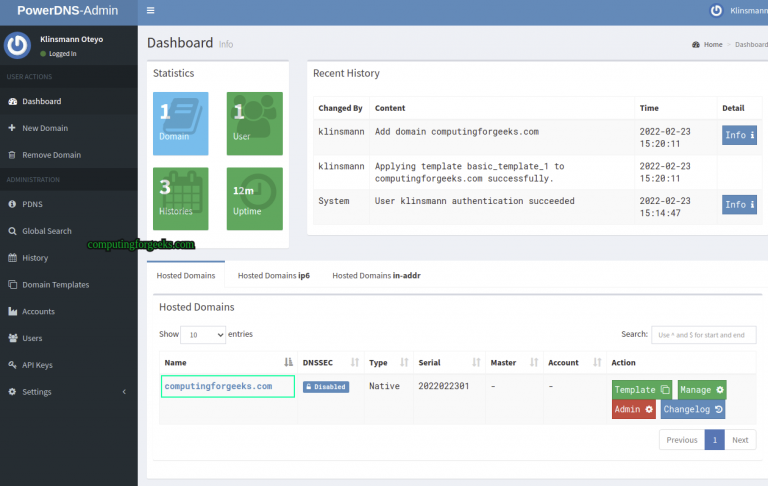 PowerDNS-Admin
Klinsmann
Klinsmann Oteyo
Logged In
USER ACTIONS
Dashboard
New Domain
Remove Domain
ADMINISTRATION
PDNS
Global Search
History
Domain Templates
Accounts
Users
API Keys
Settings
computingforgeeks.com
Dashboard Info
Home > Dashboard
Statistics
1
Domain
1
User
3
Histories
12m
Uptime
Recent History
Changed By Content Time Detail
klinsmann Add domain computingforgeeks.com 2022-02-23 Info
15:20:11
klinsmann Applying template basic_template_1 to 2022-02-23
computingforgeeks.com successfully. 15:20:11
System User klinsmann authentication succeeded 2022-02-23 Info
15:14:47
Hosted Domains Hosted Domains ip6 Hosted Domains in-addr
Hosted Domains
Show 10 entries Search: Use ^ and $ for start and end
Name DNSSEC Type Serial Master Account Action
computingforgeeks.com Disabled Native 2022022301 - - Template Manage
Admin Changelog
Previous 1 Next